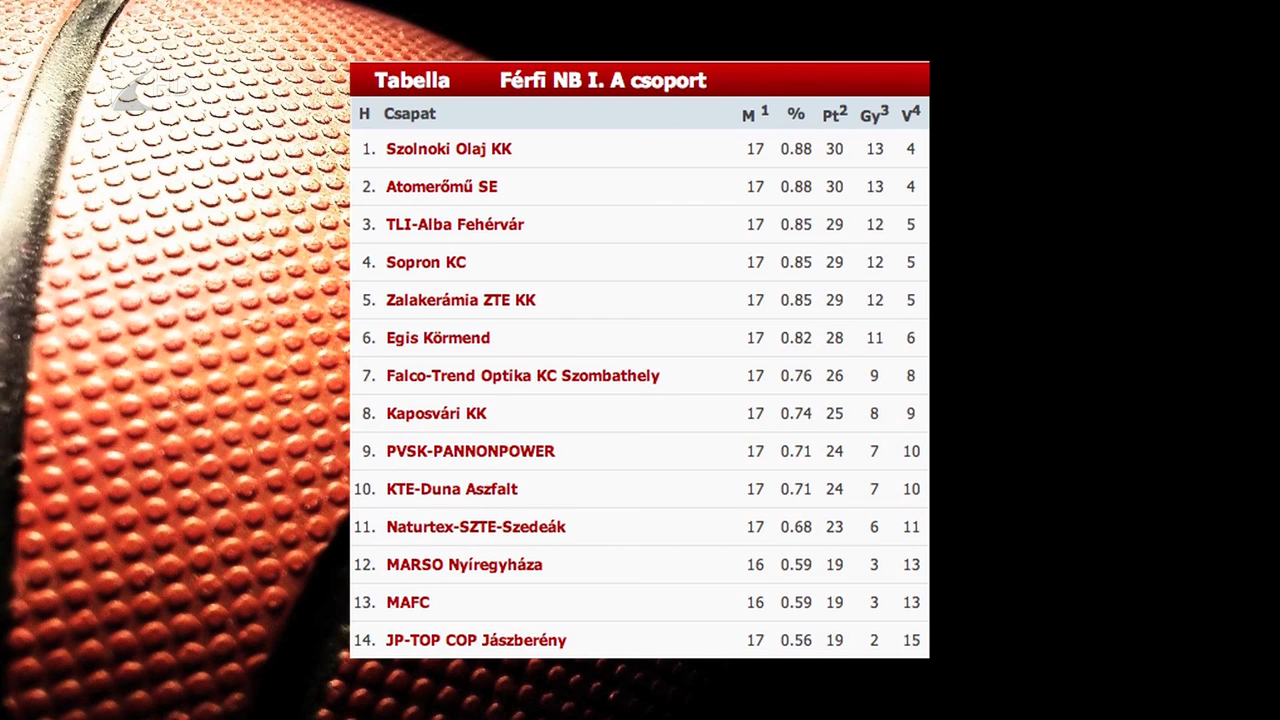 Tabella Férfi NB I. A csoport
H Csapat M 1 % Pt2 Gy3 V4
1. Szolnoki Olaj KK 17 0.88 30 13 4
2. Atomerőmű SE 17 0.88 30 13 4
3. TLI-Alba Fehérvár 17 0.85 29 12 5
4. Sopron KC 17 0.85 29 12 5
5. Zalakerámia ZTE KK 17 0.85 29 12 5
6. Egis Körmend 17 0.82 28 11 6
7. Falco-Trend Optika KC Szombathely 17 0.76 26 9 8
8. Kaposvári KK 17 0.74 25 8 9
9. PVSK-PANNONPOWER 17 0.71 24 7 10
10. KTE-Duna Aszfalt 17 0.71 24 7 10
11. Naturtex-SZTE-Szedeák 17 0.68 23 6 11
12. MARSO Nyíregyháza 16 0.59 19 3 13
13. MAFC 16 0.59 19 3 13
14. JP-TOP COP Jászberény 17 0.56 19 2 15